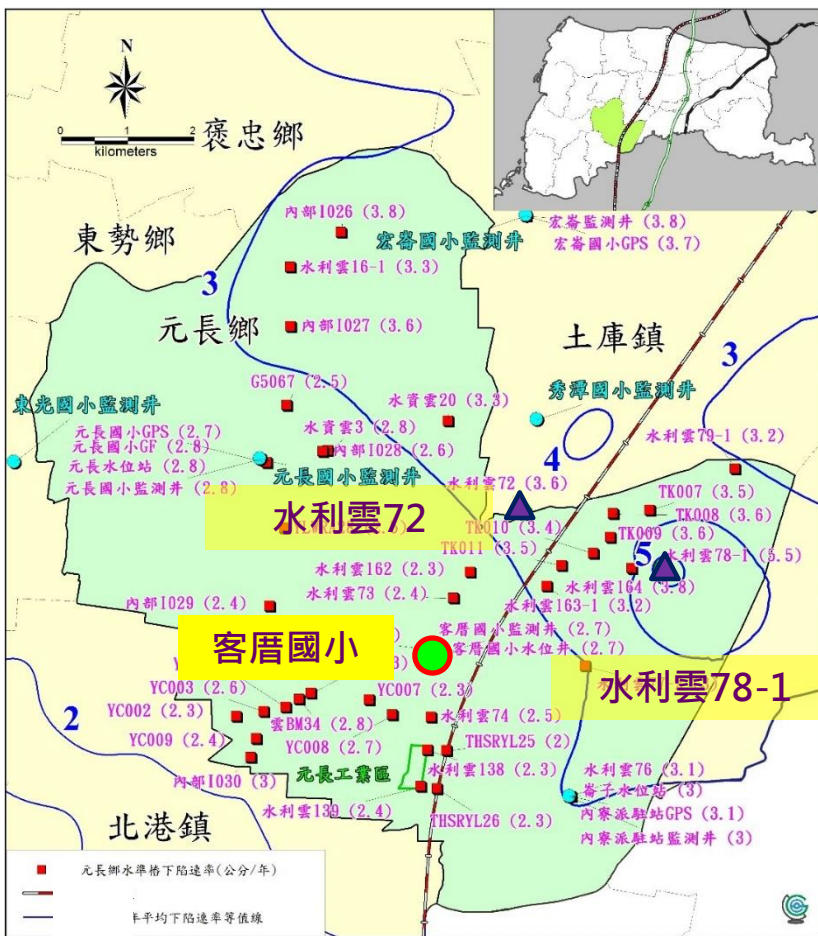 N
0 1 2
kilometers
褒忠鄉
東勢鄉
3
元長鄉
內部I026 (3.8)
宏崙國小監測井
宏崙監測井 (3.8)
宏崙國小GPS (3.7)
水利雲16-1 (3.3)
內部I027 (3.6)
土庫鎮
3
G5067 (2.5)
水資雲20 (3.3)
秀潭國小監測井
東光國小監測井
元長國小GPS (2.7)
元長國小GF (2.8)
元長水位站 (2.8)
元長國小監測井 (2.8)
水資雲3 (2.8)
內部I028 (2.6)
元長國小監測井
4
水利雲79-1 (3.2)
水利雲72 (3.6)
TK007 (3.5)
TK008 (3.6)
水利雲72
TK010 (3.4)
TK009 (3.6)
TK011 (3.5)
5
水利雲78-1 (5.5)
水利雲162 (2.3)
水利雲164 (3.8)
水利雲73 (2.4)
水利雲163-1 (3.2)
內部I029 (2.4)
客厝國小監測井 (2.7)
客厝國小水位井 (2.7)
客厝國小
水利雲78-1
YC003 (2.6)
YC007 (2.3)
YC002 (2.3)
雲BM34 (2.8)
水利雲74 (2.5)
YC009 (2.4)
YC008 (2.7)
THSRYL25 (2)
2
內部I030 (3)
元長工業區
水利雲138 (2.3)
水利雲76 (3.1)
崙子水位站 (3)
水利雲139 (2.4)
THSRYL26 (2.3)
內寮派駐站GPS (3.1)
內寮派駐站監測井 (3)
北港鎮
元長鄉水準樁下陷速率(公分/年)
年平均下陷速率等值線